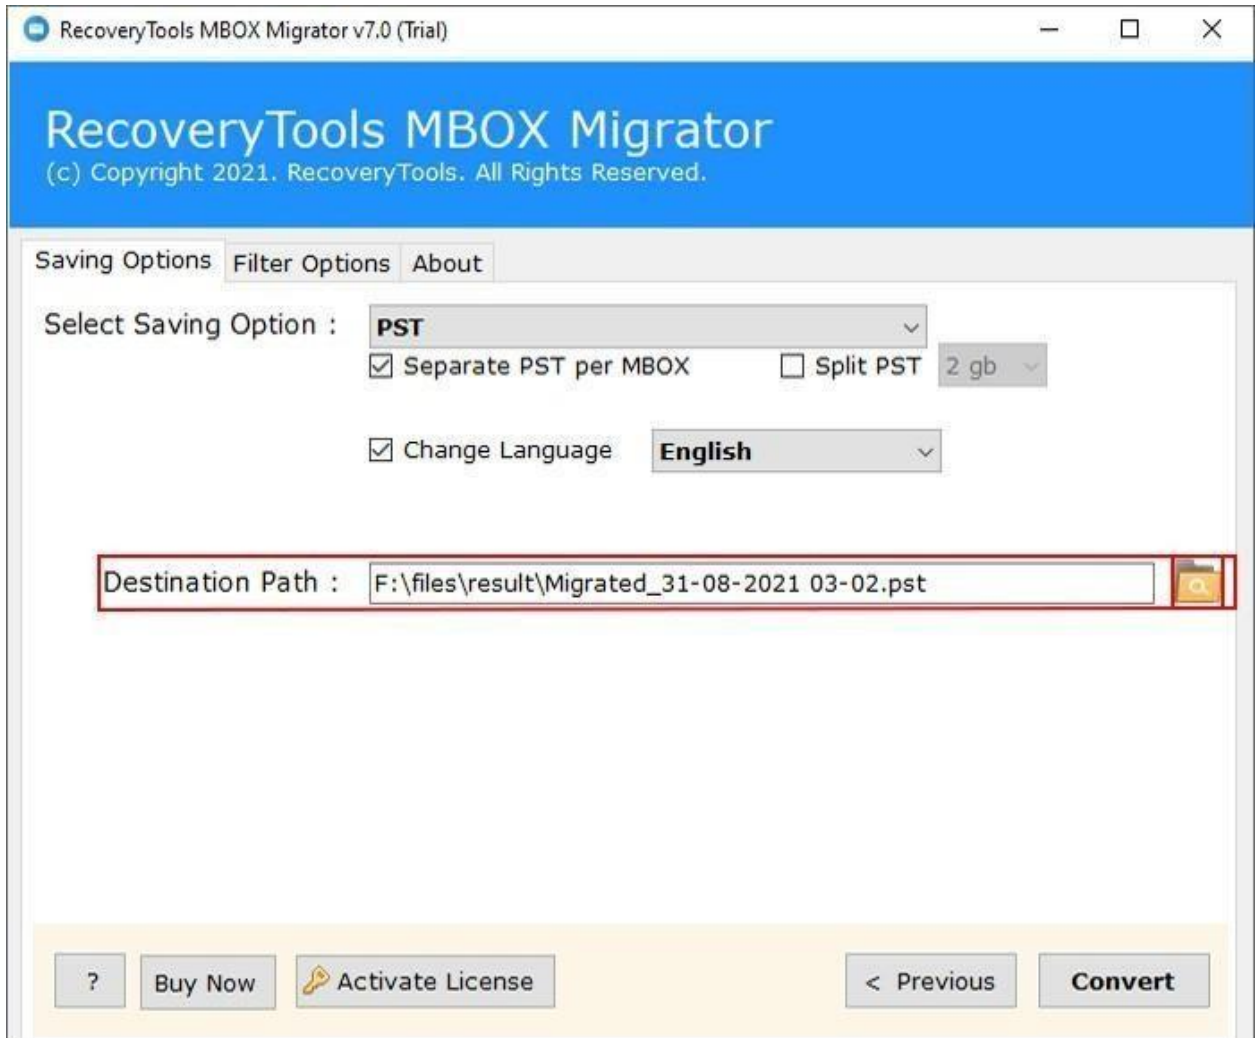 RecoveryTools MBOX Migrator v7.0 (Trial)
RecoveryTools MBOX Migrator
(c) Copyright 2021. RecoveryTools. All Rights Reserved.
Saving Options Filter Options About
Select Saving Option : PST
Separate PST per MBOX Split PST 2 gb
Change Language English
Destination Path : F:\files\result\Migrated_31-08-2021 03-02.pst
? Buy Now Activate License < Previous Convert